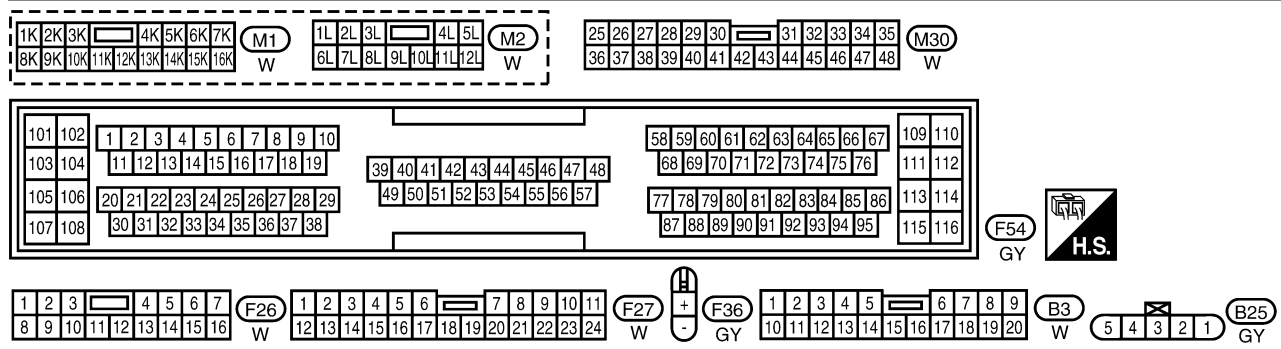 1K 2K 3K 4K 5K 6K 7K
8K 9K 10K 11K 12K 13K 14K 15K 16K
M1
W
1L 2L 3L 4L 5L
6L 7L 8L 9L 10L 11L 12L
M2
W
25 26 27 28 29 30 31 32 33 34 35
36 37 38 39 40 41 42 43 44 45 46 47 48
M30
W
101 102
103 104
105 106
107 108
1 2 3 4 5 6 7 8 9 10
11 12 13 14 15 16 17 18 19
20 21 22 23 24 25 26 27 28 29
30 31 32 33 34 35 36 37 38
39 40 41 42 43 44 45 46 47 48
49 50 51 52 53 54 55 56 57
58 59 60 61 62 63 64 65 66 67
68 69 70 71 72 73 74 75 76
77 78 79 80 81 82 83 84 85 86
87 88 89 90 91 92 93 94 95
109 110
111 112
113 114
115 116
F54
GY
H.S.
1 2 3 4 5 6 7
8 9 10 11 12 13 14 15 16
F26
W
1 2 3 4 5 6 7 8 9 10 11
12 13 14 15 16 17 18 19 20 21 22 23 24
F27
W
+
-
F36
GY
1 2 3 4 5 6 7 8 9
10 11 12 13 14 15 16 17 18 19 20
B3
W
5 4 3 2 1
B25
GY